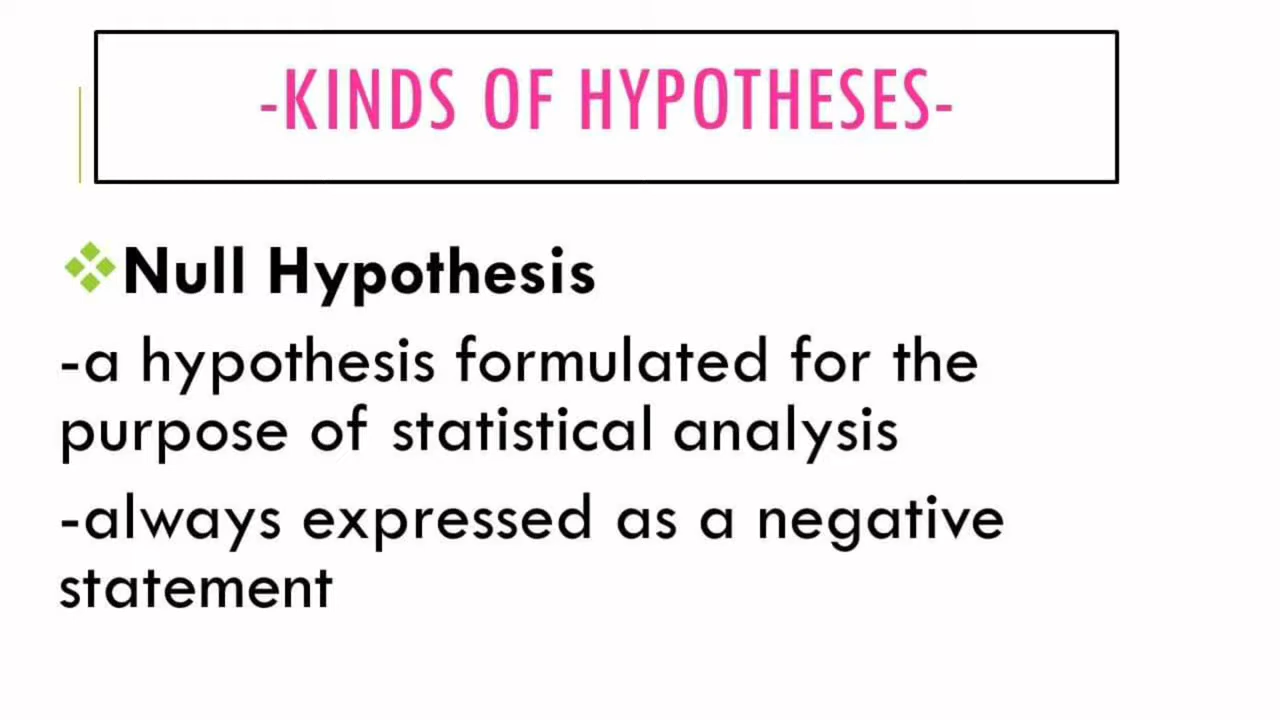 -KINDS OF HYPOTHESES-
❖Null Hypothesis
-a hypothesis formulated for the
purpose of statistical analysis
-always expressed as a negative
statement